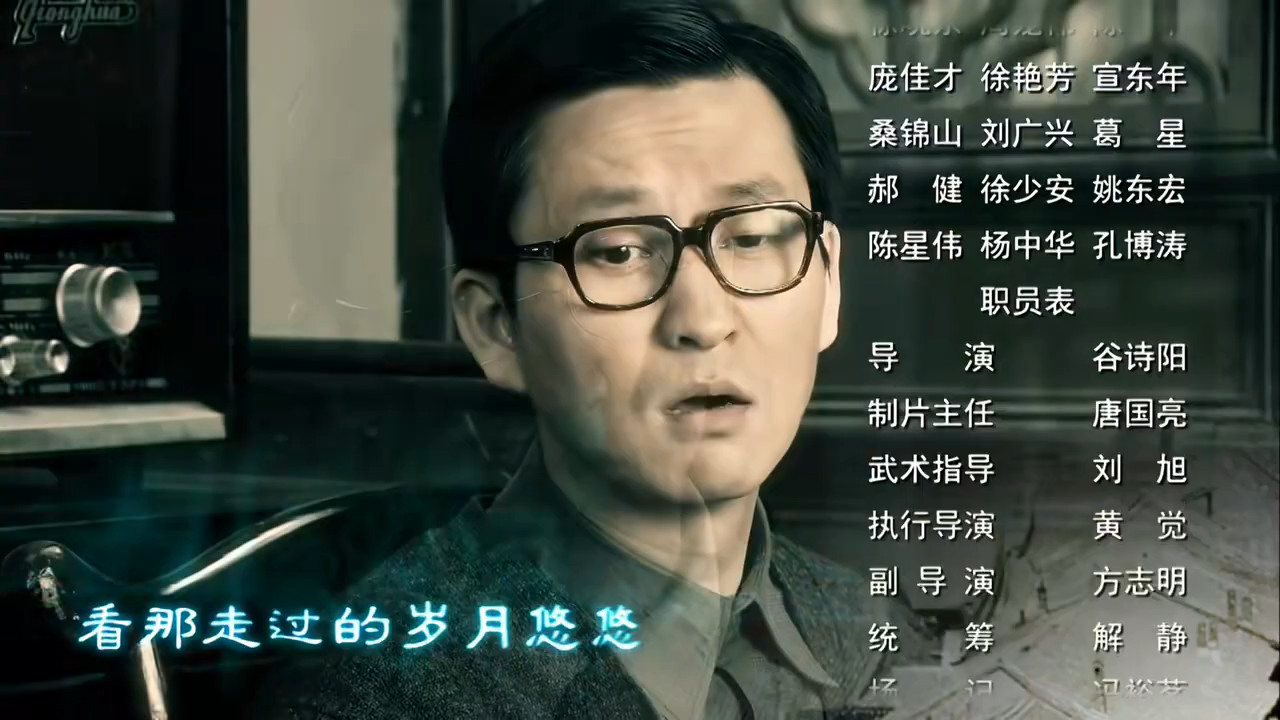 Qionghua
庞佳才 徐艳芳 宣东年
桑锦山 刘广兴 葛 星
郝 健 徐少安 姚东宏
陈星伟 杨中华 孔博涛
职员表
导 演 谷诗阳
制片主任 唐国亮
武术指导 刘 旭
执行导演 黄 觉
副导演 方志明
统 筹 解 静
看那走过的岁月悠悠